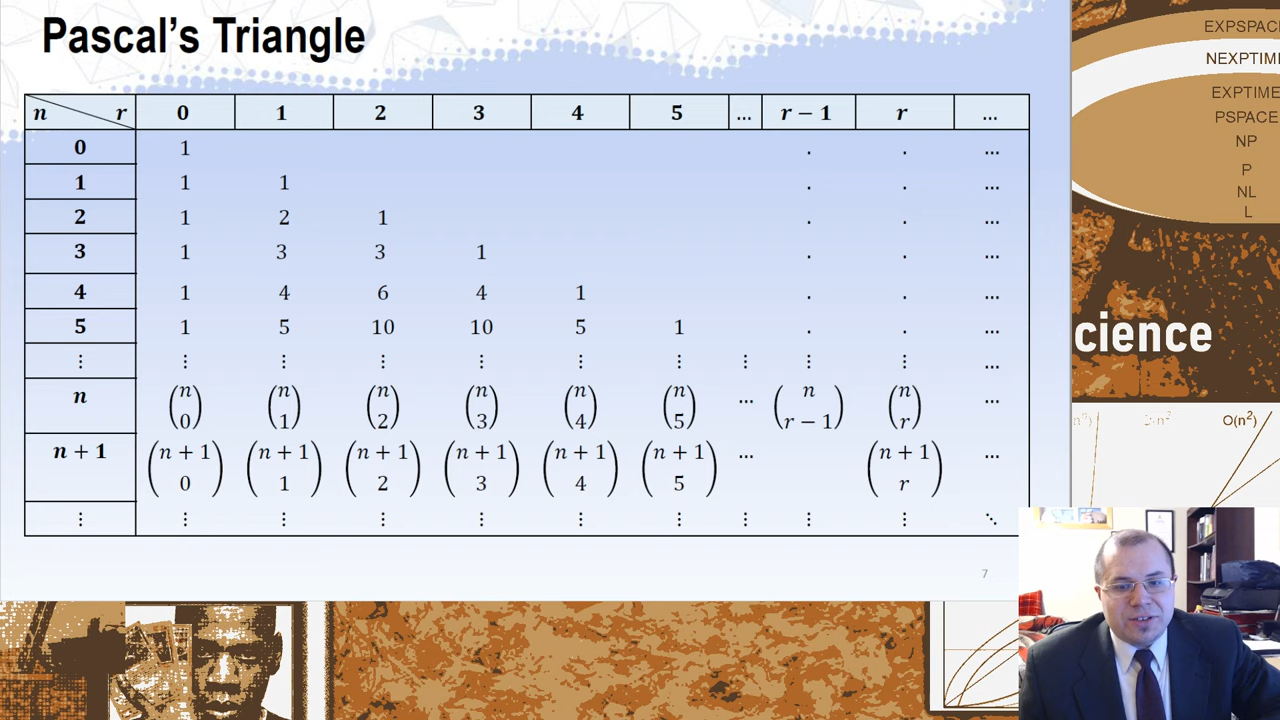 Pascal's Triangle
n r 0 1 2 3 4 5 ... r − 1 r ...
0 1 . . ...
1 1 1 . . ...
2 1 2 1 . . ...
3 1 3 3 1 . . ...
4 1 4 6 4 1 . . ...
5 1 5 10 10 5 1 . . ...
⋮ ⋮ ⋮ ⋮ ⋮ ⋮ ⋮ ⋮ ⋮ ⋮ ...
n (n 0) (n 1) (n 2) (n 3) (n 4) (n 5) ... (n r − 1) (n r) ...
n + 1 (n + 1 0) (n + 1 1) (n + 1 2) (n + 1 3) (n + 1 4) (n + 1 5) ... (n + 1 r) ...
⋮ ⋮ ⋮ ⋮ ⋮ ⋮ ⋮ ⋮ ⋮ ⋱
7
EXPSPAC
NEXPTIM
EXPTIME
PSPACE
NP
P
NL
L
cience
O(n²)